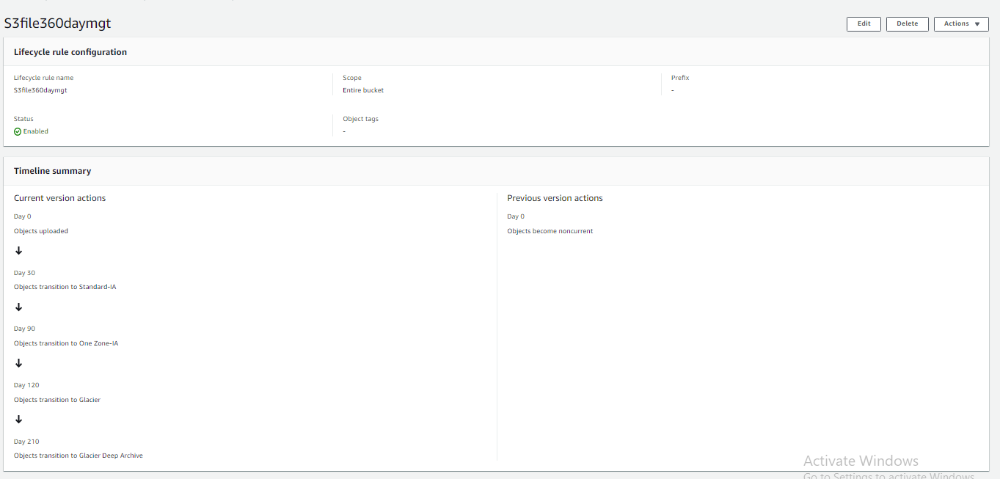 S3file360daymgt
Edit
Delete
Actions
Lifecycle rule configuration
Lifecycle rule name
S3file360daymgt
Scope
Entire bucket
Prefix
-
Status
Enabled
Object tags
-
Timeline summary
Current version actions
Day 0
Objects uploaded
Day 30
Objects transition to Standard-IA
Day 90
Objects transition to One Zone-IA
Day 120
Objects transition to Glacier
Day 210
Objects transition to Glacier Deep Archive
Previous version actions
Day 0
Objects become noncurrent
Activate Windows
Go to Settings to activate Windows.